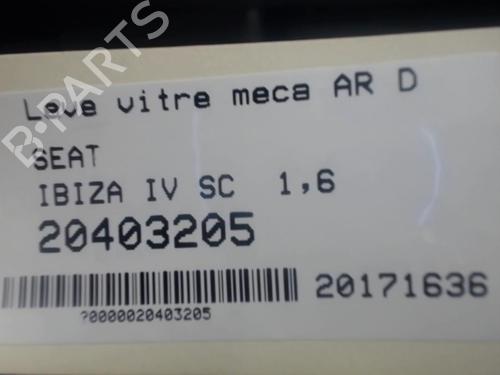 Leve vitre meca AR D
SEAT
IBIZA IV SC 1,6
20403205
20171636
?0000020403205
B-PARTS